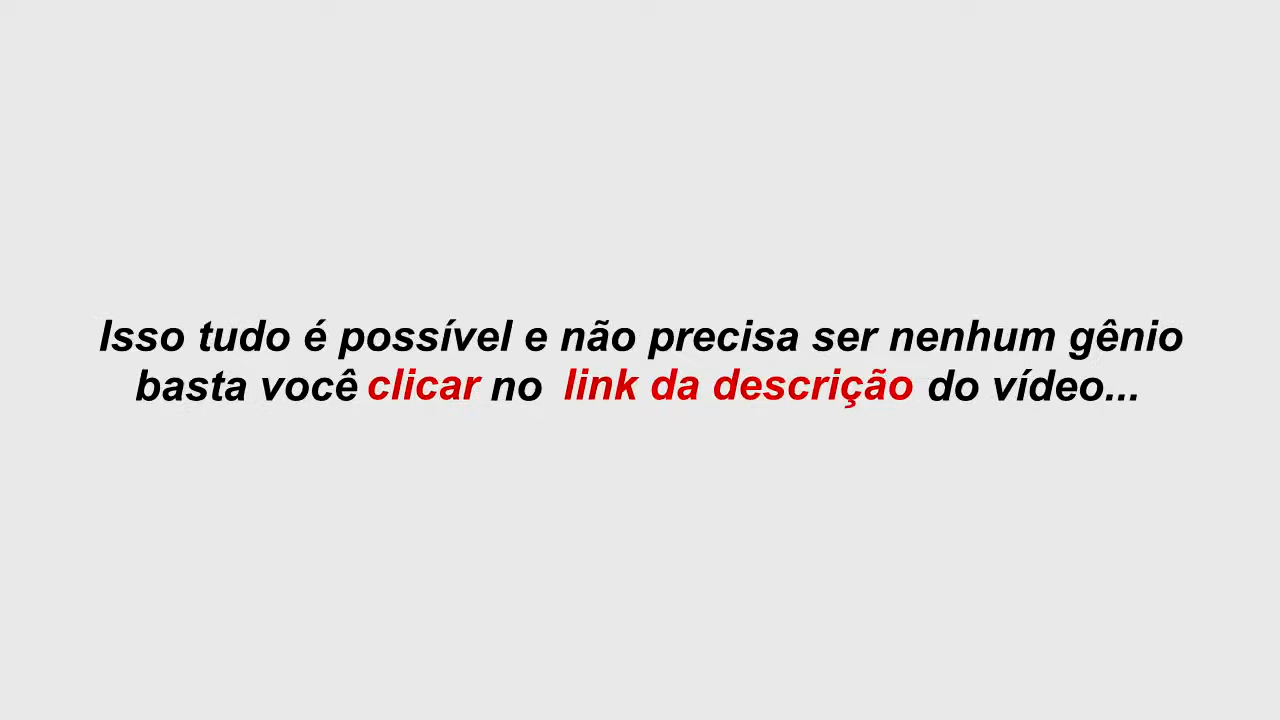 Isso tudo é possível e não precisa ser nenhum gênio
basta você clicar no link da descrição do vídeo...